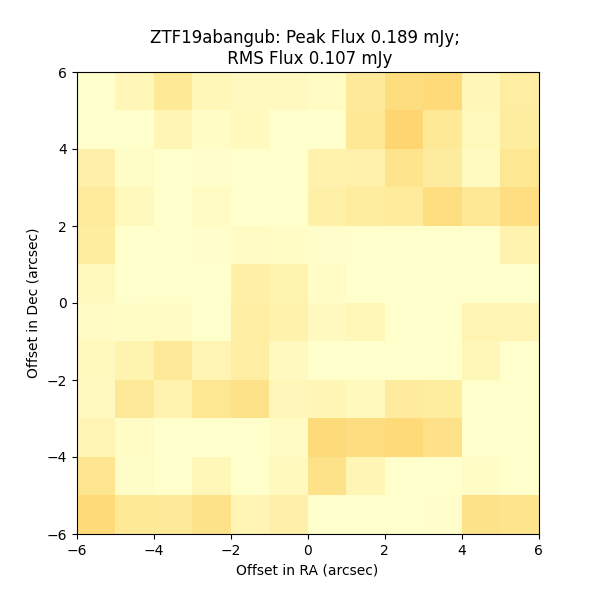 ZTF19abangub: Peak Flux 0.189 mJy;
RMS Flux 0.107 mJy
6
4
2
0
−2
−4
−6
Offset in Dec (arcsec)
−6 −4 −2 0 2 4 6
Offset in RA (arcsec)